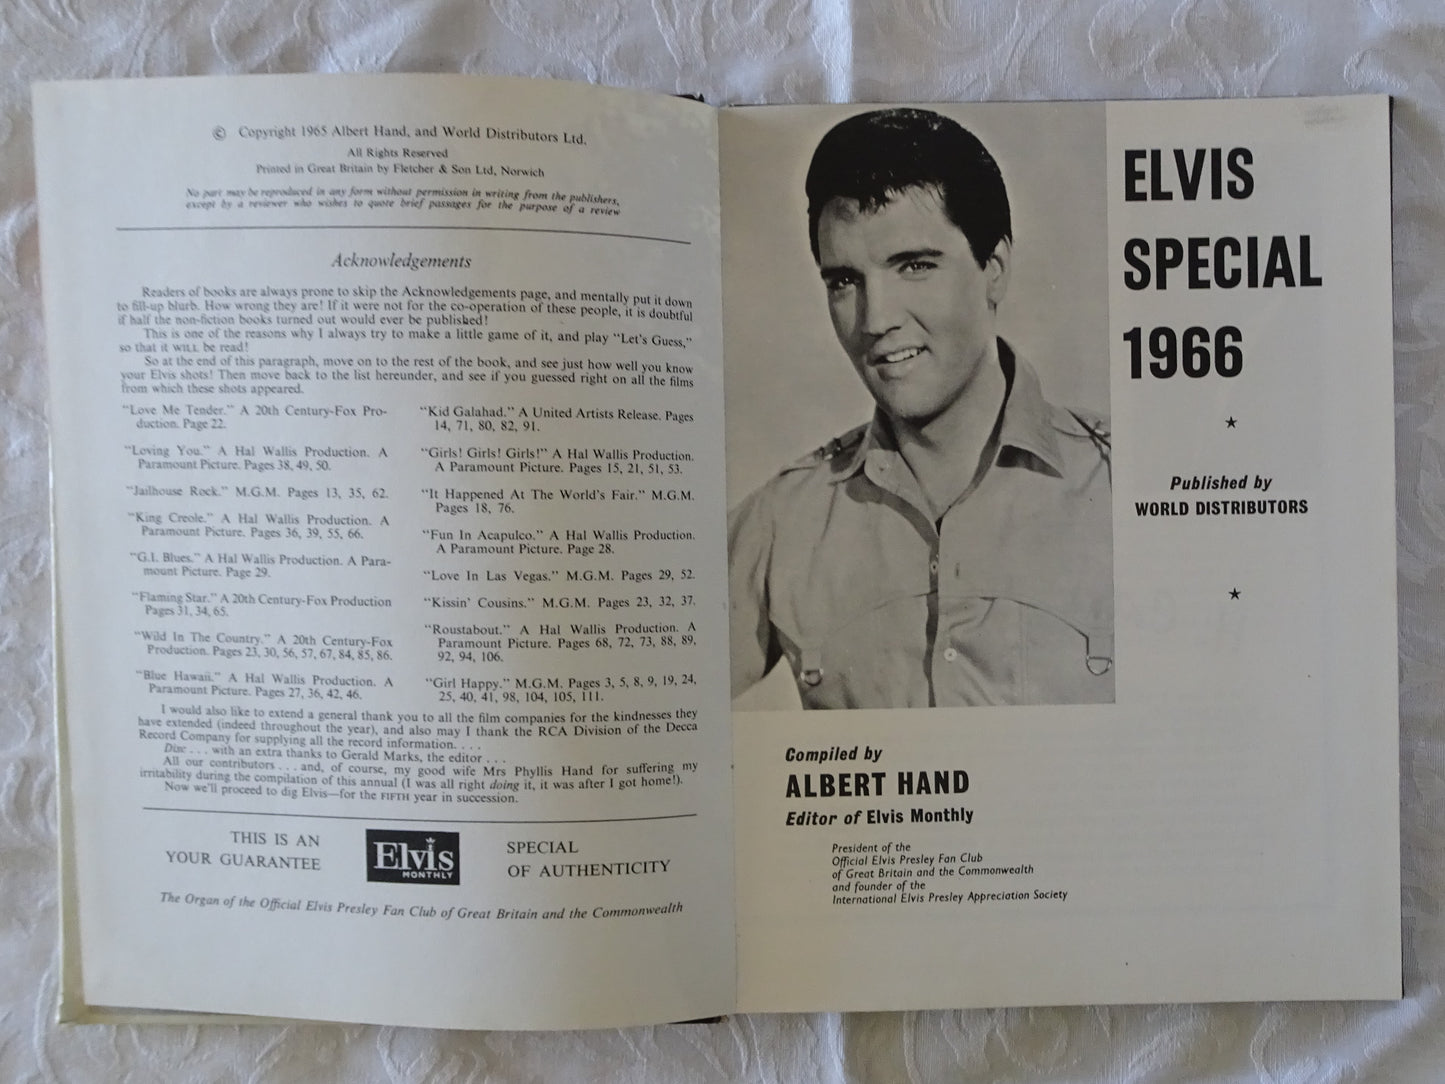 © Copyright 1965 Albert Hand, and World Distributors Ltd.
All Rights Reserved
Printed in Great Britain by Fletcher & Son Ltd, Norwich
No part may be reproduced in any form without permission in writing from the publishers,
except by a reviewer who wishes to quote brief passages for the purpose of a review
Acknowledgements
Readers of books are always prone to skip the Acknowledgements page, and mentally put it down
to fill-up blurb. How wrong they are! If it were not for the co-operation of these people, it is doubtful
if half the non-fiction books turned out would ever be published!
This is one of the reasons why I always try to make a little game of it, and play "Let's Guess,"
so that it WILL be read!
So at the end of this paragraph, move on to the rest of the book, and see just how well you know
your Elvis shots! Then move back to the list hereunder, and see if you guessed right on all the films
from which these shots appeared.
"Love Me Tender." A 20th Century-Fox Pro-
duction. Page 22.
"Loving You." A Hal Wallis Production. A
Paramount Picture. Pages 38, 49, 50.
"Jailhouse Rock." M.G.M. Pages 13, 35, 62.
"King Creole." A Hal Wallis Production. A
Paramount Picture. Pages 36, 39, 55, 66.
"G.I. Blues." A Hal Wallis Production. A Para-
mount Picture. Page 29.
"Flaming Star." A 20th Century-Fox Production
Pages 31, 34, 65.
"Wild In The Country." A 20th Century-Fox
Production. Pages 23, 30, 56, 57, 67, 84, 85, 86.
"Blue Hawaii." A Hal Wallis Production. A
Paramount Picture. Pages 27, 36, 42, 46.
"Kid Galahad." A United Artists Release. Pages
14, 71, 80, 82, 91.
"Girls! Girls! Girls!" A Hal Wallis Production.
A Paramount Picture. Pages 15, 21, 51, 53.
"It Happened At The World's Fair." M.G.M.
Pages 18, 76.
"Fun In Acapulco." A Hal Wallis Production.
A Paramount Picture. Page 28.
"Love In Las Vegas." M.G.M. Pages 29, 52.
"Kissin' Cousins." M.G.M. Pages 23, 32, 37.
"Roustabout." A Hal Wallis Production. A
Paramount Picture. Pages 68, 72, 73, 88, 89,
92, 94, 106.
"Girl Happy." M.G.M. Pages 3, 5, 8, 9, 19, 24,
25, 40, 41, 98, 104, 105, 111.
I would also like to extend a general thank you to all the film companies for the kindnesses they
have extended (indeed throughout the year), and also may I thank the RCA Division of the Decca
Record Company for supplying all the record information. . . .
Disc . . . with an extra thanks to Gerald Marks, the editor . . .
All our contributors . . . and, of course, my good wife Mrs Phyllis Hand for suffering my
irritability during the compilation of this annual (I was all right doing it, it was after I got home!).
Now we'll proceed to dig Elvis—for the FIFTH year in succession.
THIS IS AN
YOUR GUARANTEE
Elvis
MONTHLY
SPECIAL
OF AUTHENTICITY
The Organ of the Official Elvis Presley Fan Club of Great Britain and the Commonwealth
ELVIS
SPECIAL
1966
Published by
WORLD DISTRIBUTORS
Compiled by
ALBERT HAND
Editor of Elvis Monthly
President of the
Official Elvis Presley Fan Club
of Great Britain and the Commonwealth
and founder of the
International Elvis Presley Appreciation Society